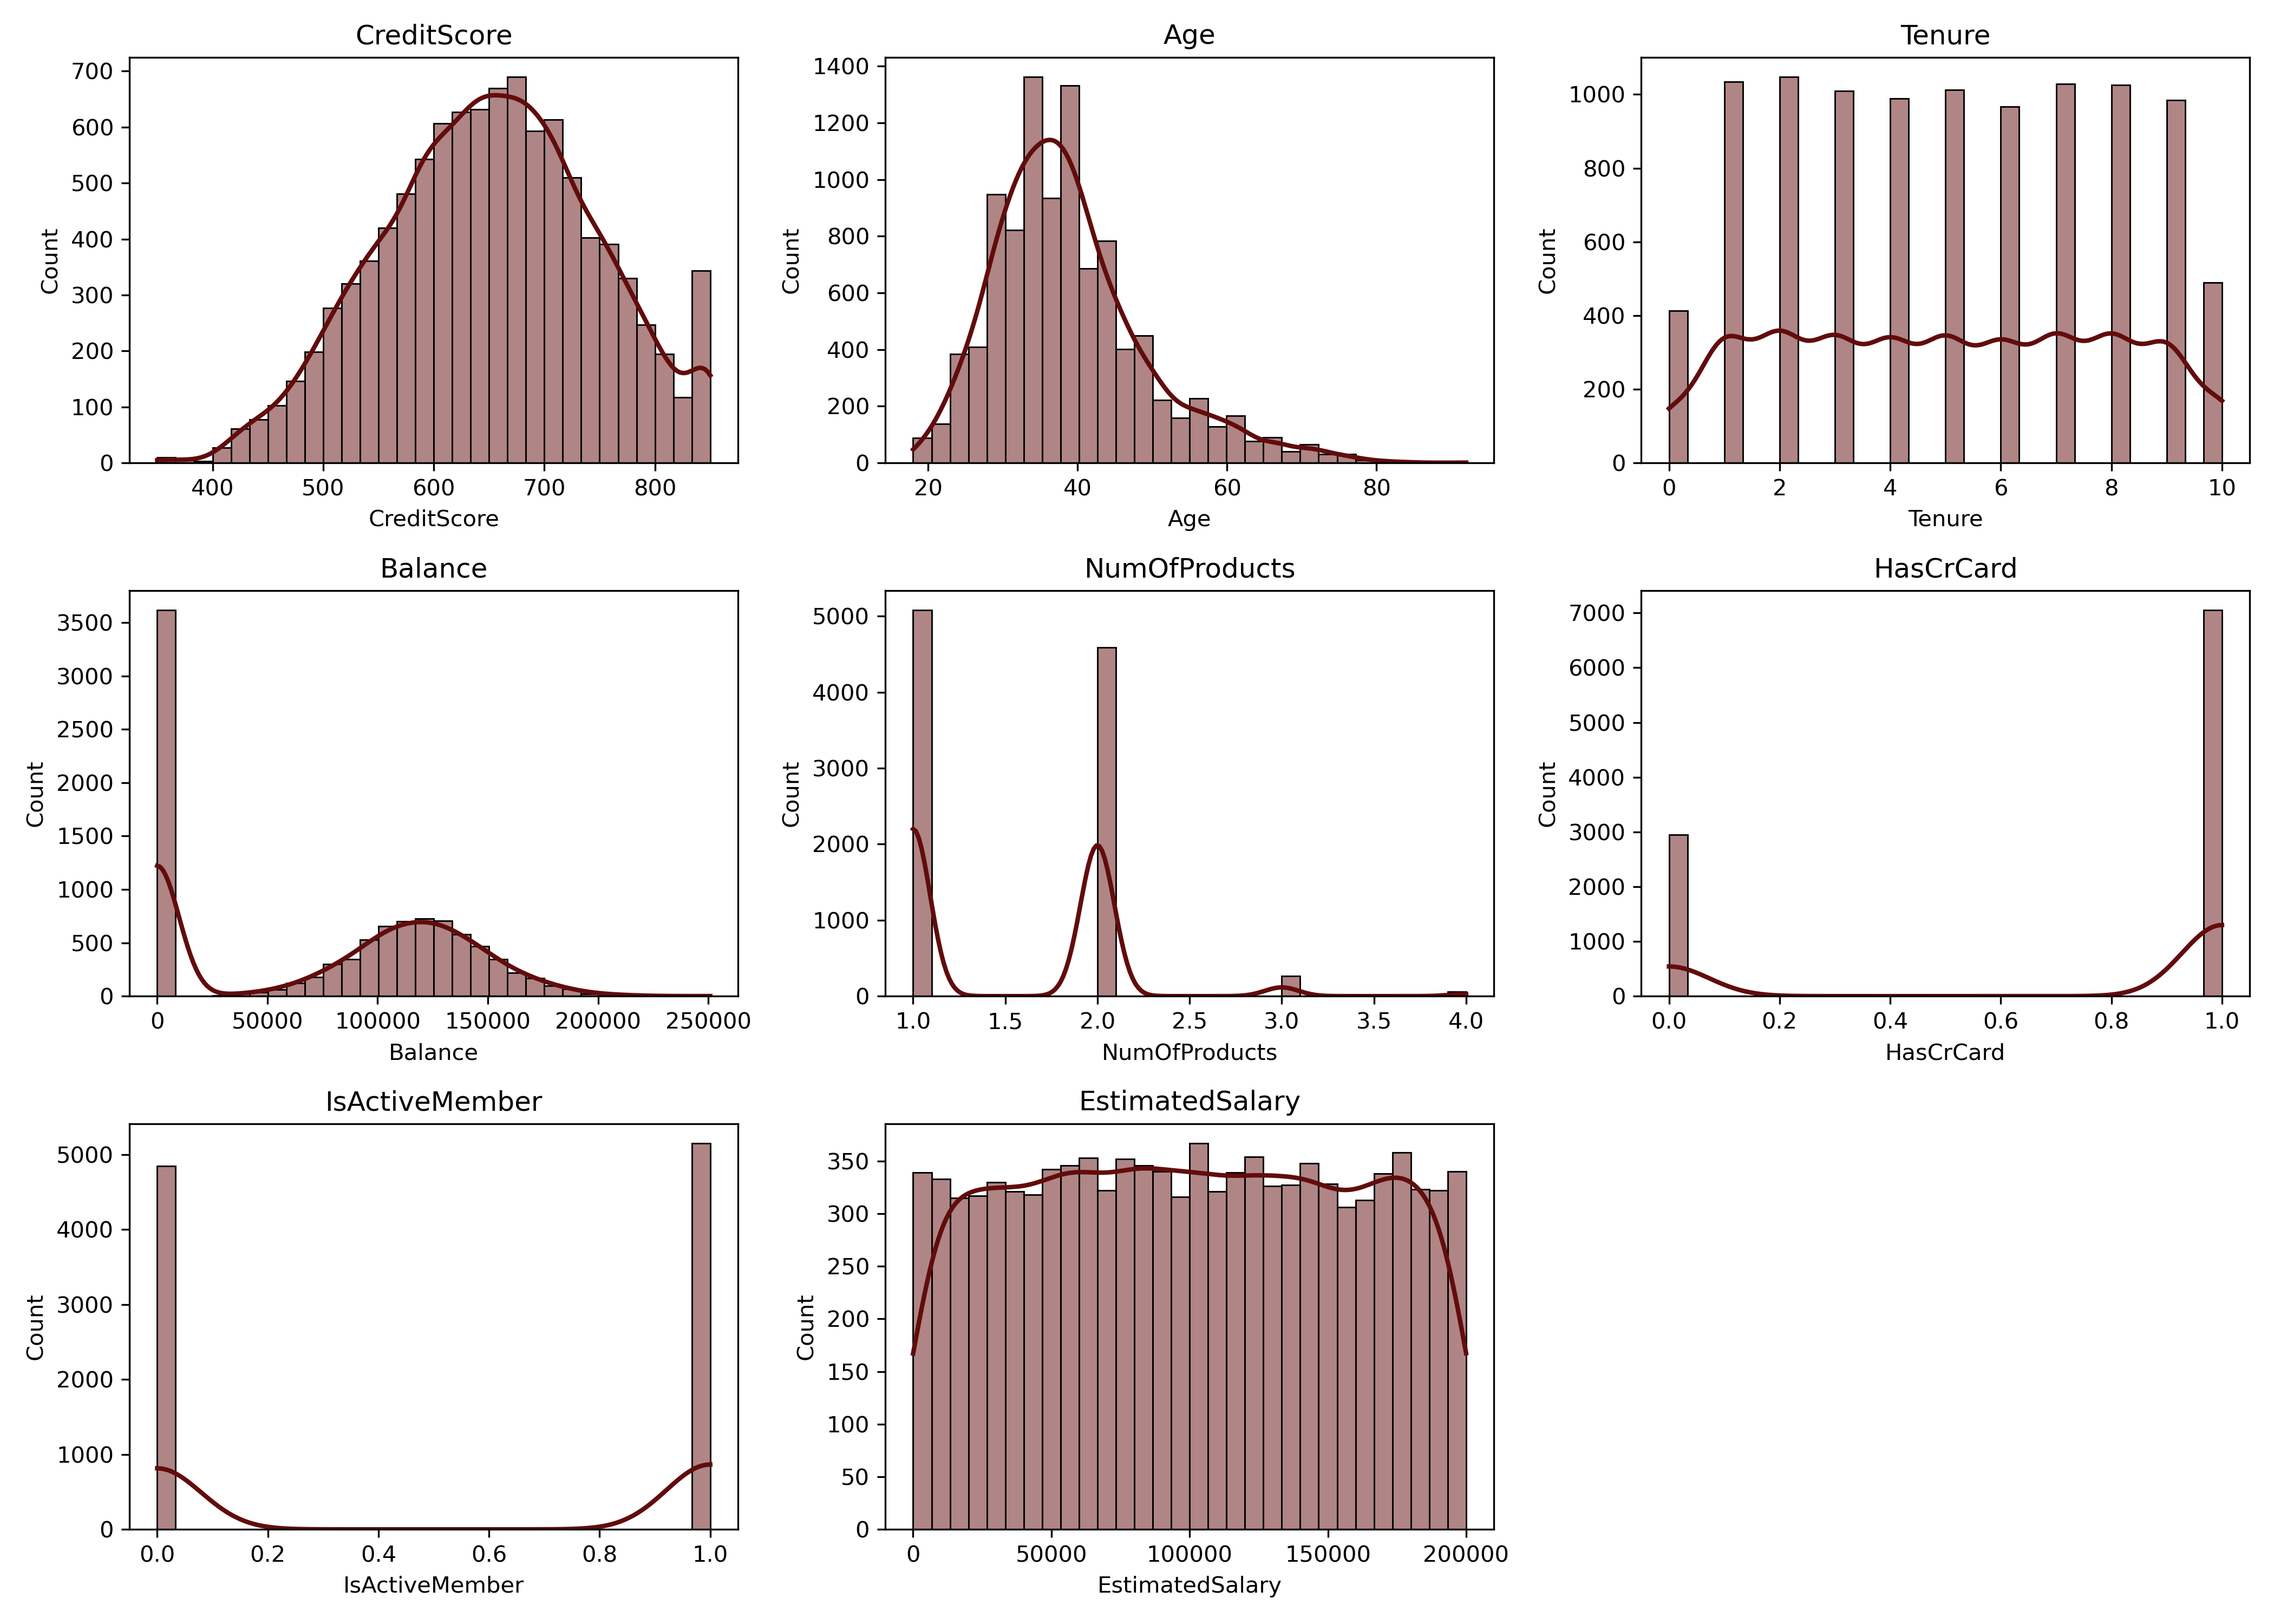 CreditScore
700
600
500
400
300
200
100
0
Count
400 500 600 700 800
CreditScore
Age
1400
1200
1000
800
600
400
200
0
Count
20 40 60 80
Age
Tenure
1000
800
600
400
200
0
Count
0 2 4 6 8 10
Tenure
Balance
3500
3000
2500
2000
1500
1000
500
0
Count
0 50000 100000 150000 200000 250000
Balance
NumOfProducts
5000
4000
3000
2000
1000
0
Count
1.0 1.5 2.0 2.5 3.0 3.5 4.0
NumOfProducts
HasCrCard
7000
6000
5000
4000
3000
2000
1000
0
Count
0.0 0.2 0.4 0.6 0.8 1.0
HasCrCard
IsActiveMember
5000
4000
3000
2000
1000
0
Count
0.0 0.2 0.4 0.6 0.8 1.0
IsActiveMember
EstimatedSalary
350
300
250
200
150
100
50
0
Count
0 50000 100000 150000 200000
EstimatedSalary